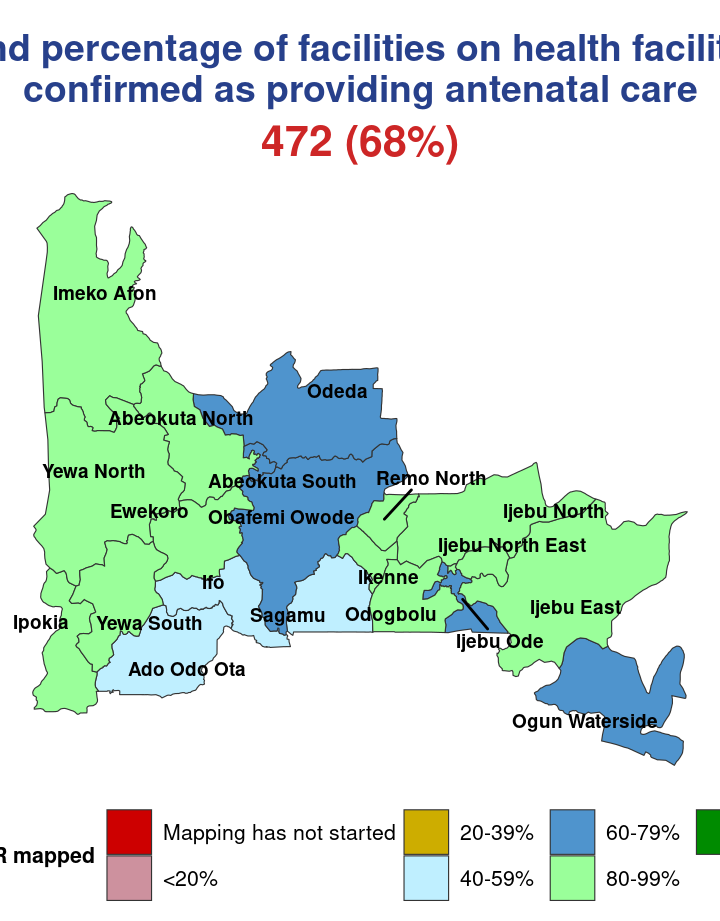 nd percentage of facilities on health facilit
confirmed as providing antenatal care
472 (68%)
Imeko Afon
Odeda
Abeokuta North
Yewa North
Abeokuta South
Remo North
Ewekoro
Obafemi Owode
Ijebu North
Ijebu North East
Ifo
Ikenne
Ipokia
Yewa South
Sagamu
Odogbolu
Ijebu East
Ijebu Ode
Ado Odo Ota
Ogun Waterside
R mapped
Mapping has not started
20-39%
60-79%
<20%
40-59%
80-99%